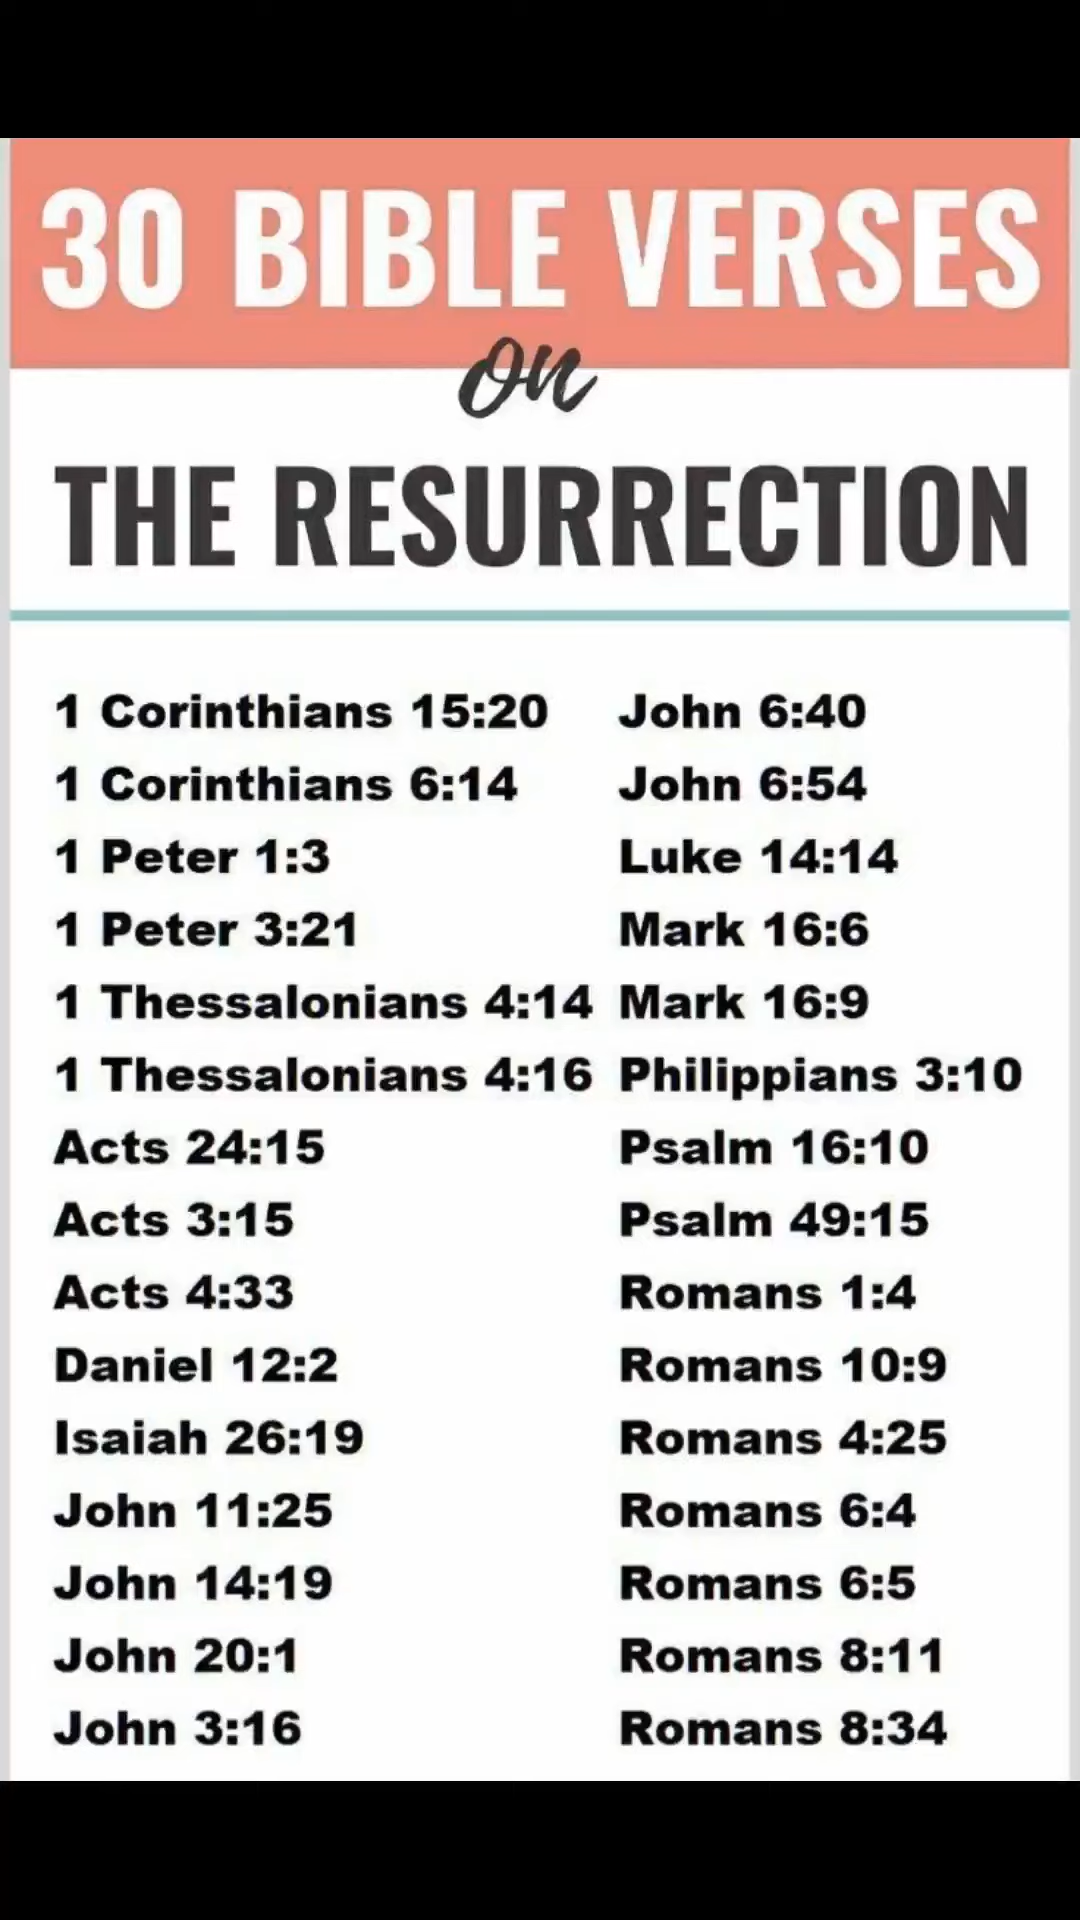 30 BIBLE VERSES
on
THE RESURRECTION
1 Corinthians 15:20
1 Corinthians 6:14
1 Peter 1:3
1 Peter 3:21
1 Thessalonians 4:14
1 Thessalonians 4:16
Acts 24:15
Acts 3:15
Acts 4:33
Daniel 12:2
Isaiah 26:19
John 11:25
John 14:19
John 20:1
John 3:16
John 6:40
John 6:54
Luke 14:14
Mark 16:6
Mark 16:9
Philippians 3:10
Psalm 16:10
Psalm 49:15
Romans 1:4
Romans 10:9
Romans 4:25
Romans 6:4
Romans 6:5
Romans 8:11
Romans 8:34